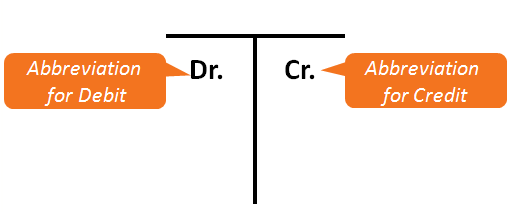 Abbreviation
for Debit
Dr.
Cr.
Abbreviation
for Credit